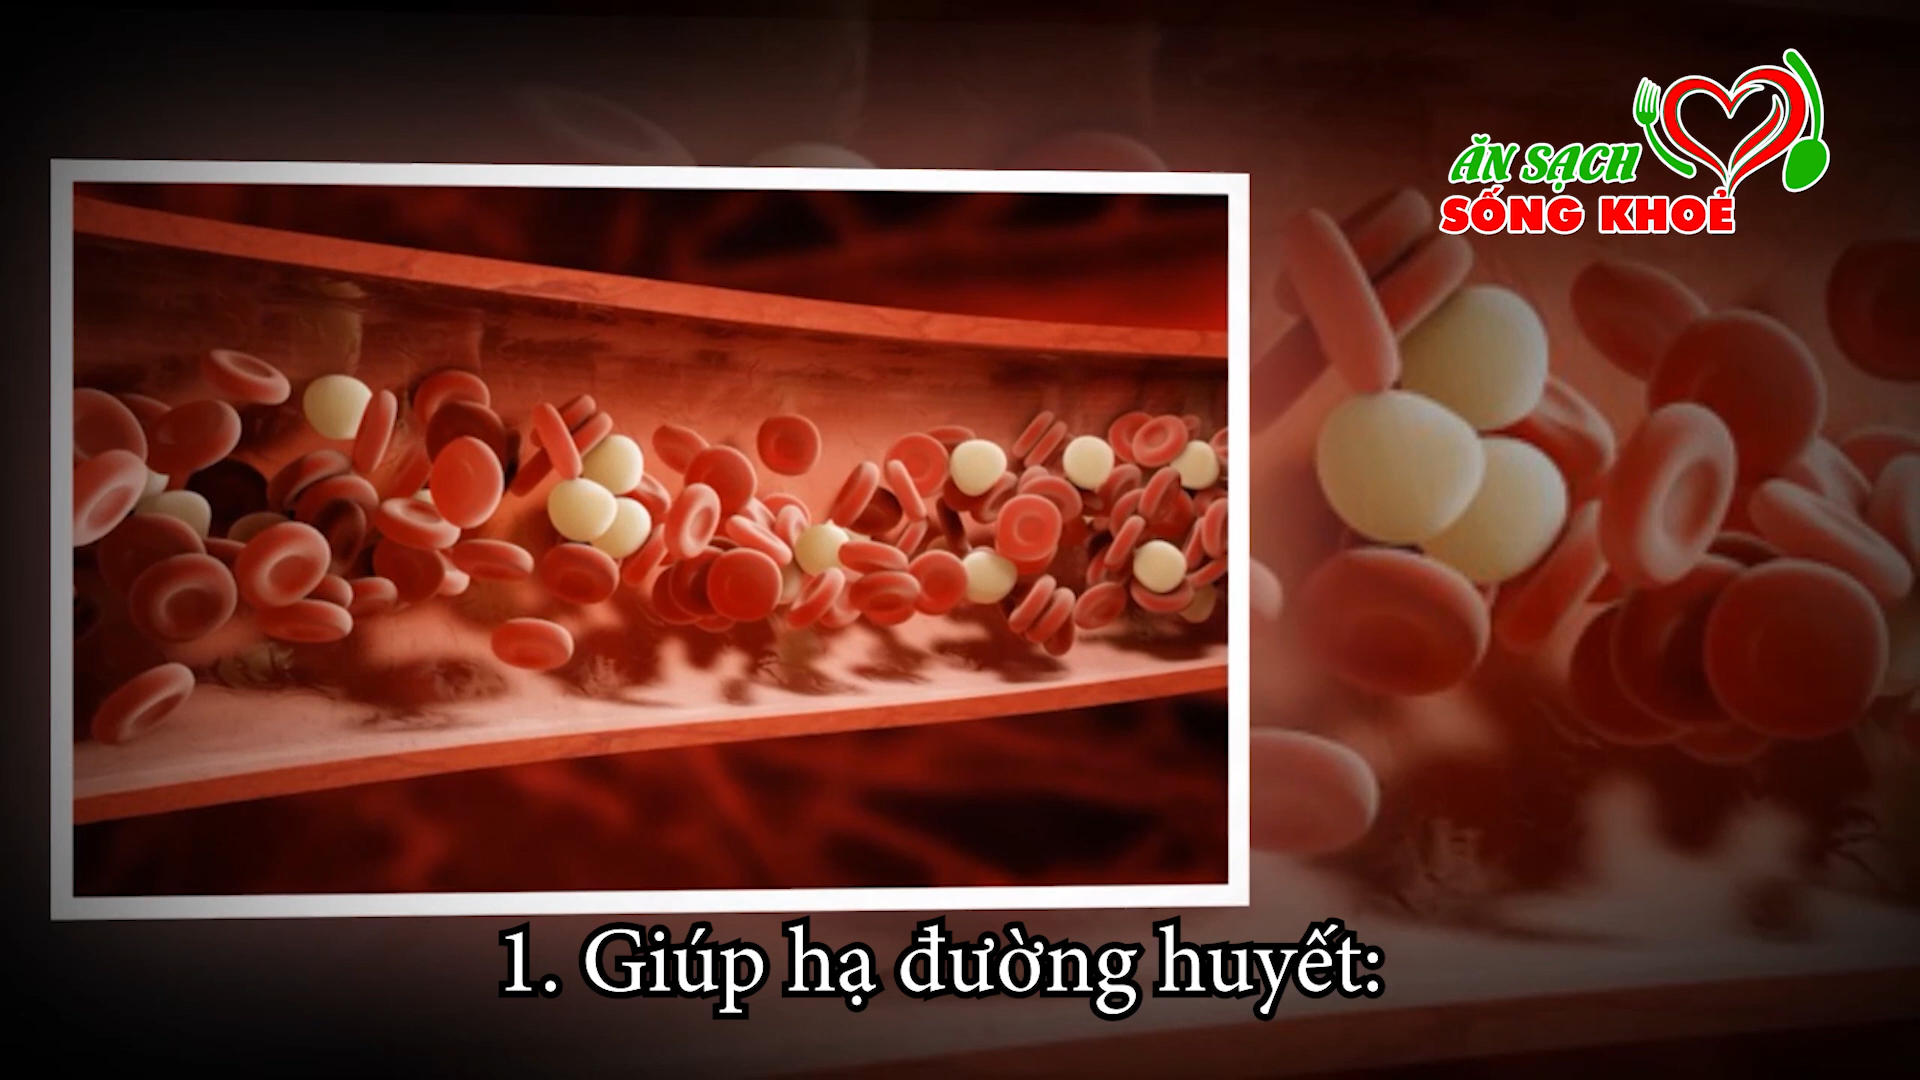 ĂN SẠCH
SỐNG KHOẺ
1. Giúp hạ đường huyết: